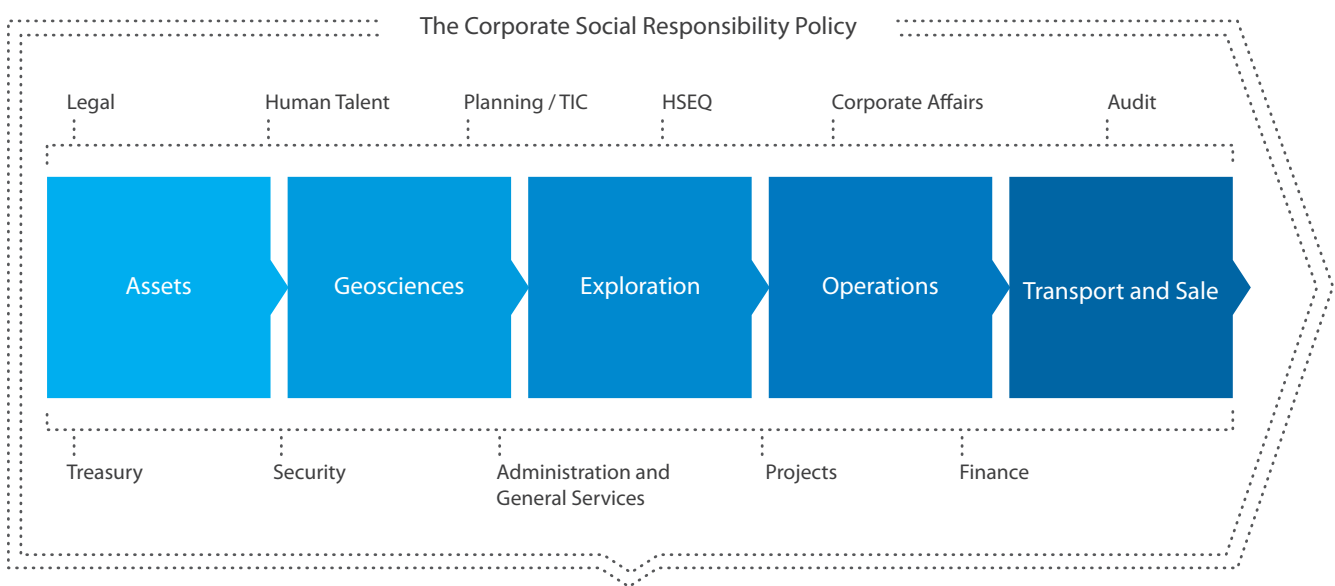 The Corporate Social Responsibility Policy
Legal
Human Talent
Planning / TIC
HSEQ
Corporate Affairs
Audit
Assets
Geosciences
Exploration
Operations
Transport and Sale
Treasury
Security
Administration and
General Services
Projects
Finance